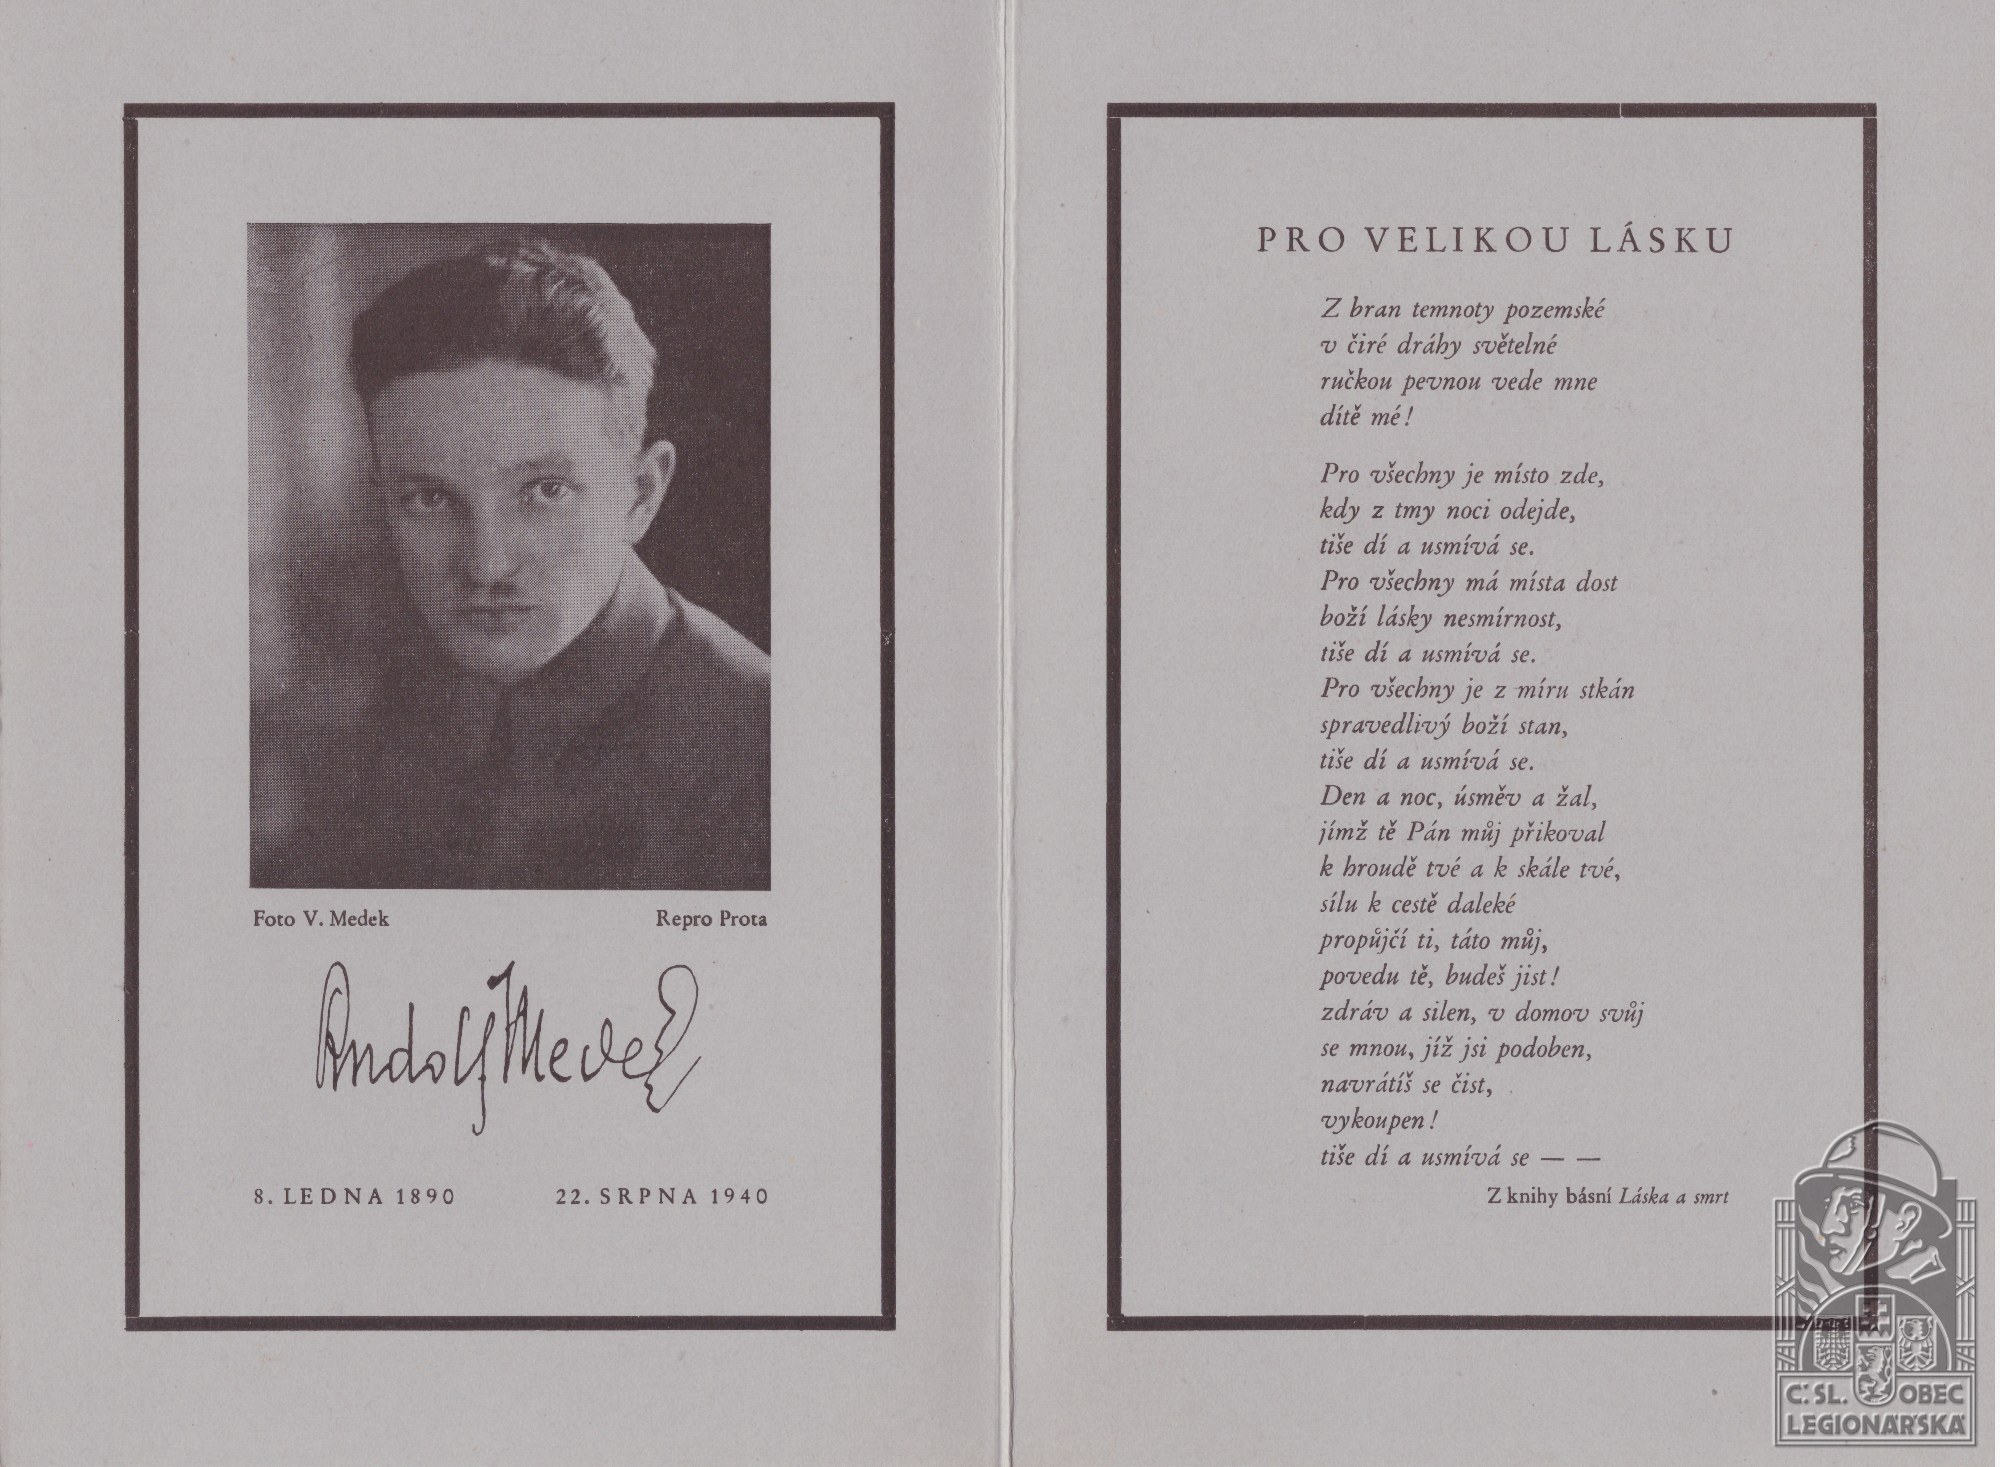 Foto V. Medek
Repro Prota
Rudolf Medek
8. LEDNA 1890
22. SRPNA 1940
PRO VELIKOU LÁSKU
Z bran temnoty pozemské
v čiré dráhy světelné
ručkou pevnou vede mne
dítě mé!
Pro všechny je místo zde,
kdy z tmy noci odejde,
tiše dí a usmívá se.
Pro všechny má místa dost
boží lásky nesmírnost,
tiše dí a usmívá se.
Pro všechny je z míru stkán
spravedlivý boží stan,
tiše dí a usmívá se.
Den a noc, úsměv a žal,
jímž tě Pán můj přikoval
k hroudě tvé a k skále tvé,
sílu k cestě daleké
propůjčí ti, táto můj,
povedu tě, budeš jist!
zdráv a silen, v domov svůj
se mnou, jíž jsi podoben,
navrátíš se čist,
vykoupen!
tiše dí a usmívá se — —
Z knihy básní Láska a smrt
Č. SL. OBEC
LEGIONÁŘSKÁ